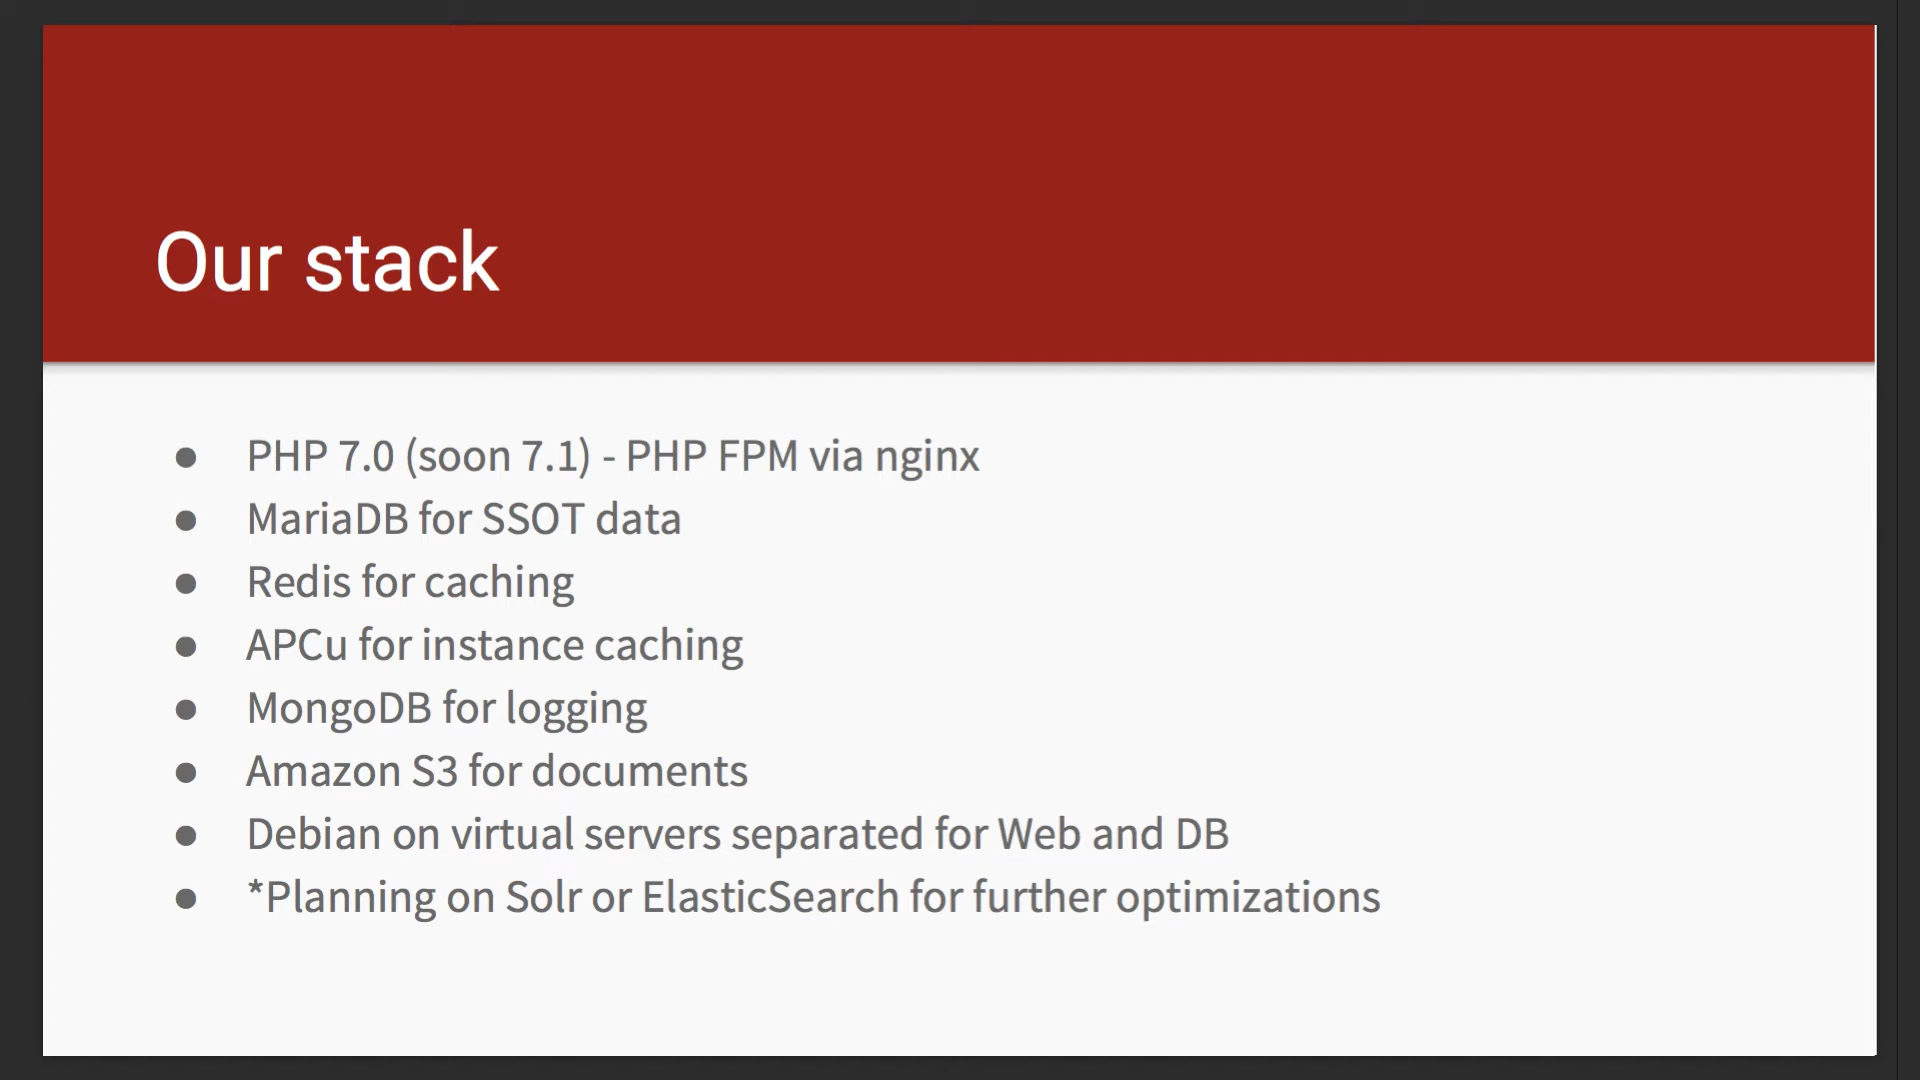 Our stack
● PHP 7.0 (soon 7.1) - PHP FPM via nginx
● MariaDB for SSOT data
● Redis for caching
● APCu for instance caching
● MongoDB for logging
● Amazon S3 for documents
● Debian on virtual servers separated for Web and DB
● *Planning on Solr or ElasticSearch for further optimizations